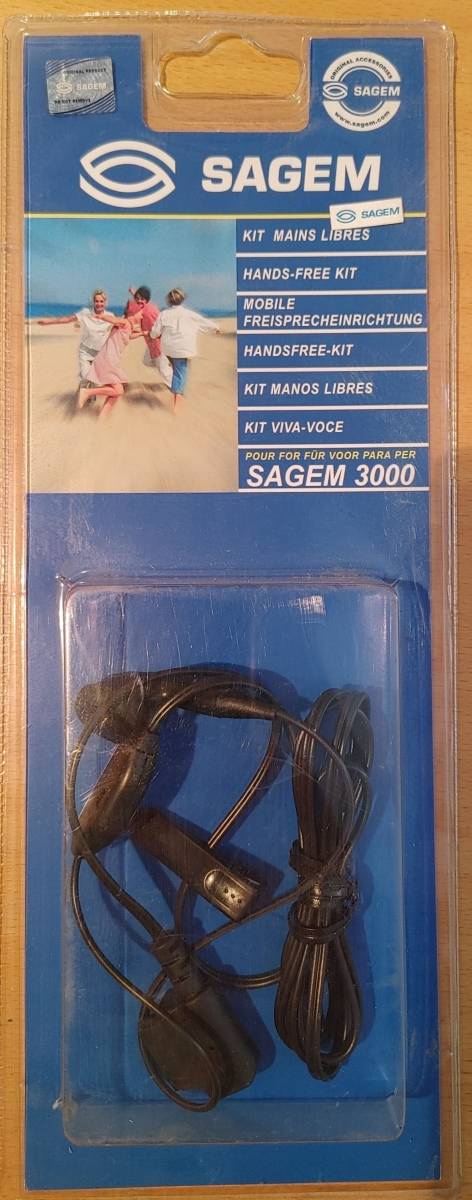 ORIGINAL PRODUCT
SAGEM
DO NOT REMOVE
ORIGINAL ACCESSORIES
SAGEM
www.sagem.com
SAGEM
SAGEM
KIT MAINS LIBRES
HANDS-FREE KIT
MOBILE
FREISPRECHEINRICHTUNG
HANDSFREE-KIT
KIT MANOS LIBRES
KIT VIVA-VOCE
POUR FOR FÜR VOOR PARA PER
SAGEM 3000